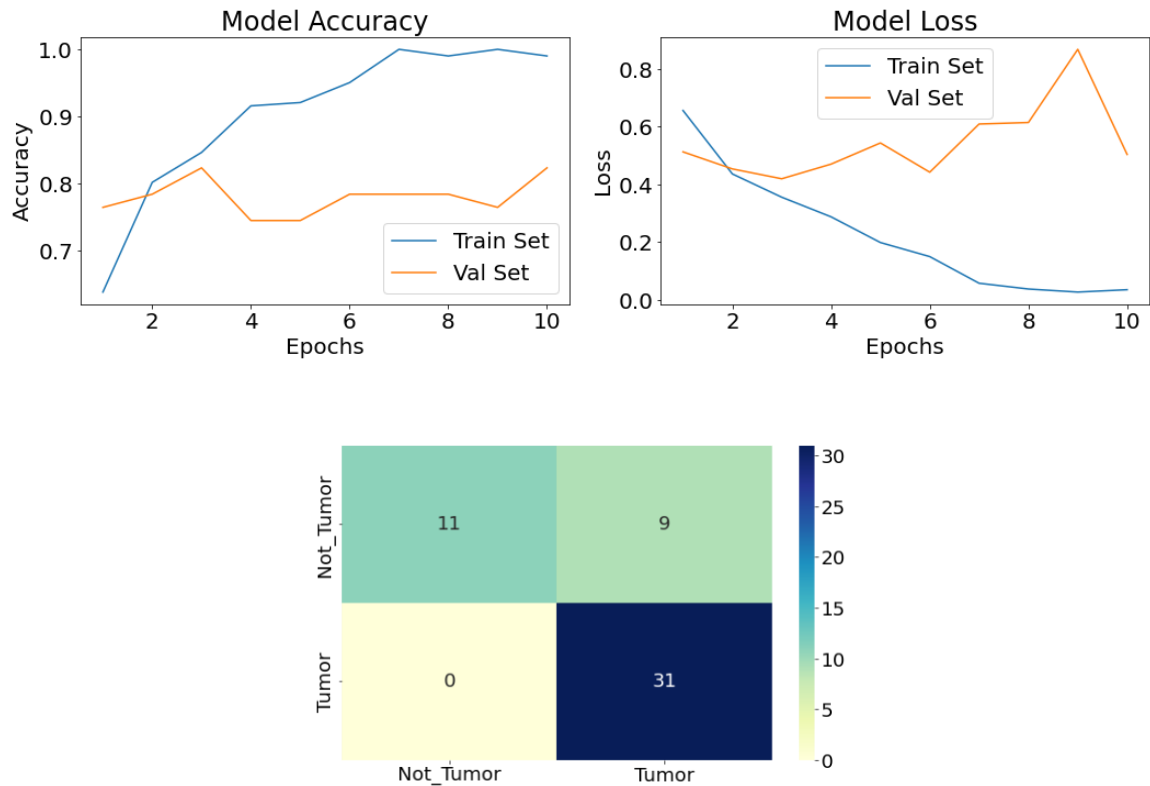 Model Accuracy
1.0
0.9
0.8
0.7
Accuracy
Train Set
Val Set
2 4 6 8 10
Epochs
Model Loss
0.8
0.6
0.4
0.2
0.0
Loss
Train Set
Val Set
2 4 6 8 10
Epochs
Not_Tumor
11 9
Tumor
0 31
Not_Tumor Tumor
30
25
20
15
10
5
0